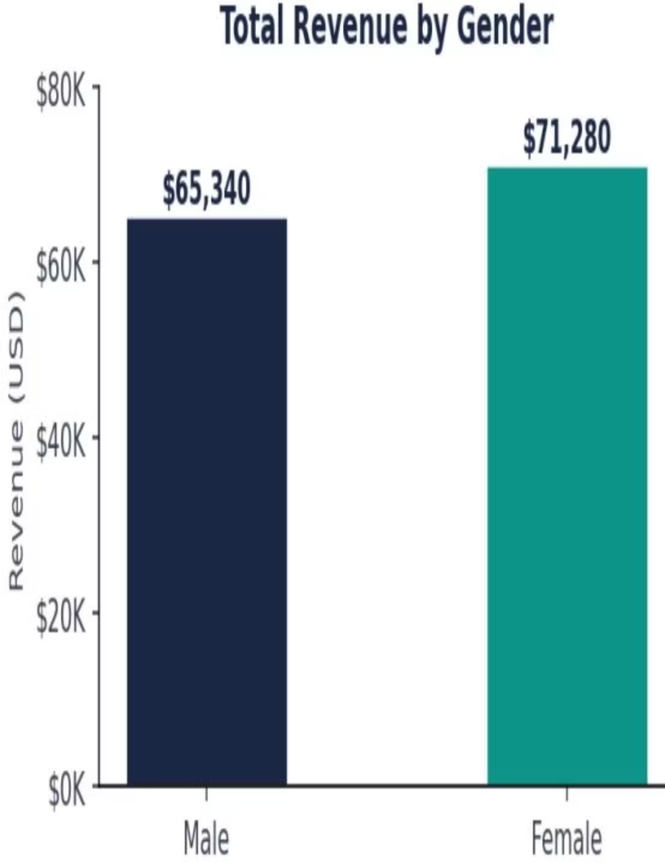 Total Revenue by Gender
$80K
$71,280
$65,340
$60K
Revenue (USD)
$40K
$20K
$0K
Male
Female